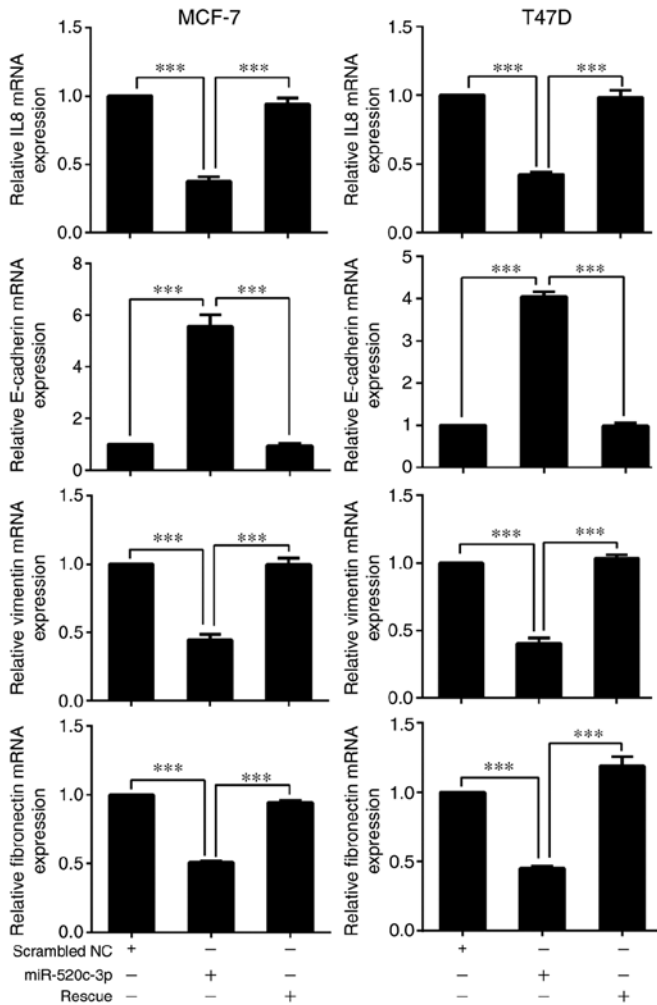 MCF-7
T47D
Relative IL8 mRNA
expression
1.5
1.0
0.5
0.0
***
***
Relative IL8 mRNA
expression
1.5
1.0
0.5
0.0
***
***
Relative E-cadherin mRNA
expression
8
6
4
2
0
***
***
Relative E-cadherin mRNA
expression
5
4
3
2
1
1
0
***
***
Relative vimentin mRNA
expression
1.5
1.0
0.5
0.0
***
***
Relative vimentin mRNA
expression
1.5
1.0
0.5
0.0
***
***
Relative fibronectin mRNA
expression
1.5
1.0
0.5
0.0
***
***
Relative fibronectin mRNA
expression
1.5
1.0
0.5
0.0
***
***
Scrambled NC + – – + – –
miR-520c-3p – + – – + –
Rescue – – + – – +